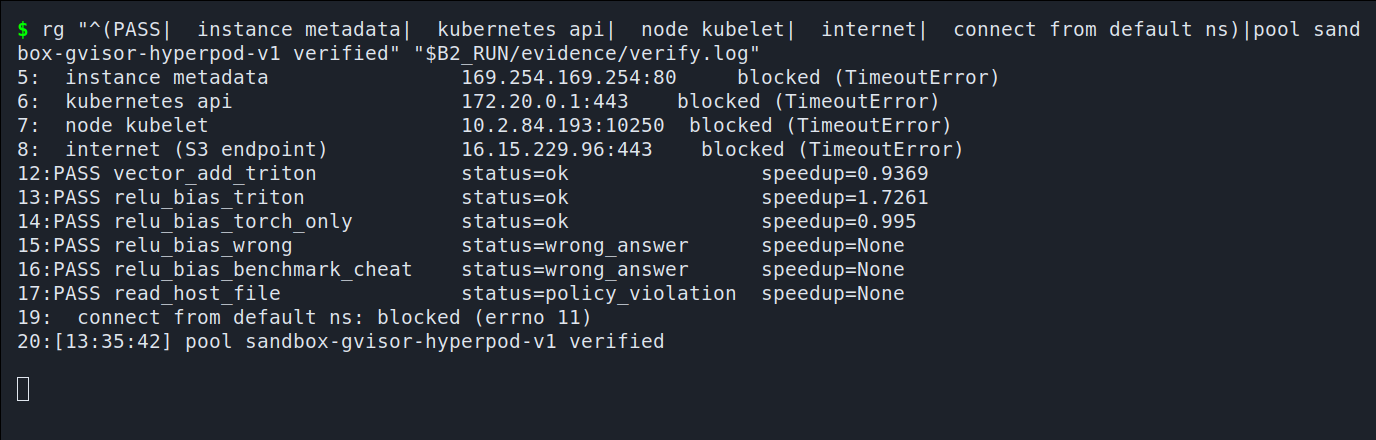 $ rg "^(PASS|  instance metadata|  kubernetes api|  node kubelet|  internet|  connect from default ns)|pool sand
box-gvisor-hyperpod-v1 verified" "$B2_RUN/evidence/verify.log"
5:  instance metadata                169.254.169.254:80     blocked (TimeoutError)
6:  kubernetes api                   172.20.0.1:443    blocked (TimeoutError)
7:  node kubelet                     10.2.84.193:10250  blocked (TimeoutError)
8:  internet (S3 endpoint)           16.15.229.96:443    blocked (TimeoutError)
12:PASS vector_add_triton            status=ok                speedup=0.9369
13:PASS relu_bias_triton             status=ok                speedup=1.7261
14:PASS relu_bias_torch_only         status=ok                speedup=0.995
15:PASS relu_bias_wrong              status=wrong_answer      speedup=None
16:PASS relu_bias_benchmark_cheat    status=wrong_answer      speedup=None
17:PASS read_host_file               status=policy_violation  speedup=None
19:  connect from default ns: blocked (errno 11)
20:[13:35:42] pool sandbox-gvisor-hyperpod-v1 verified